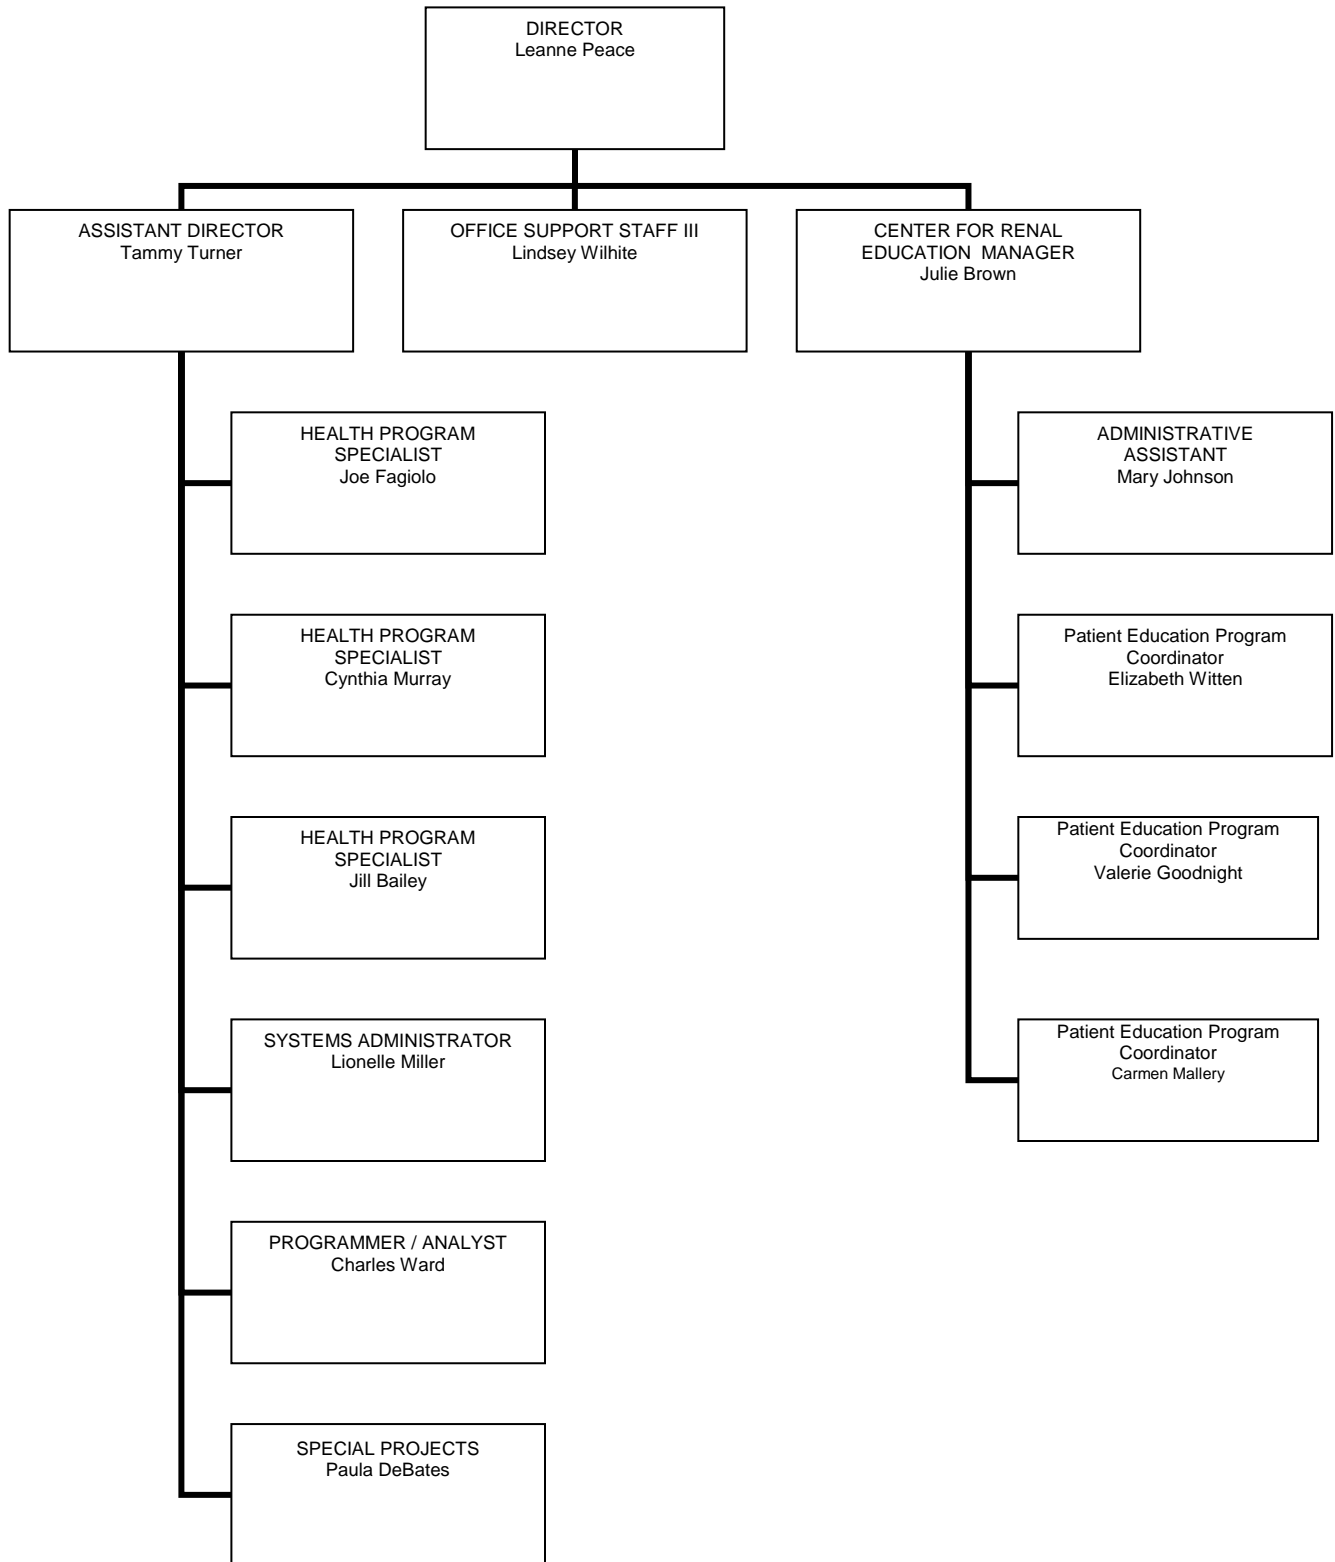 DIRECTOR
Leanne Peace
ASSISTANT DIRECTOR
Tammy Turner
OFFICE SUPPORT STAFF III
Lindsey Wilhite
CENTER FOR RENAL
EDUCATION  MANAGER
Julie Brown
HEALTH PROGRAM
SPECIALIST
Joe Fagiolo
HEALTH PROGRAM
SPECIALIST
Cynthia Murray
HEALTH PROGRAM
SPECIALIST
Jill Bailey
SYSTEMS ADMINISTRATOR
Lionelle Miller
PROGRAMMER / ANALYST
Charles Ward
SPECIAL PROJECTS
Paula DeBates
ADMINISTRATIVE
ASSISTANT
Mary Johnson
Patient Education Program
Coordinator
Elizabeth Witten
Patient Education Program
Coordinator
Valerie Goodnight
Patient Education Program
Coordinator
Carmen Mallery